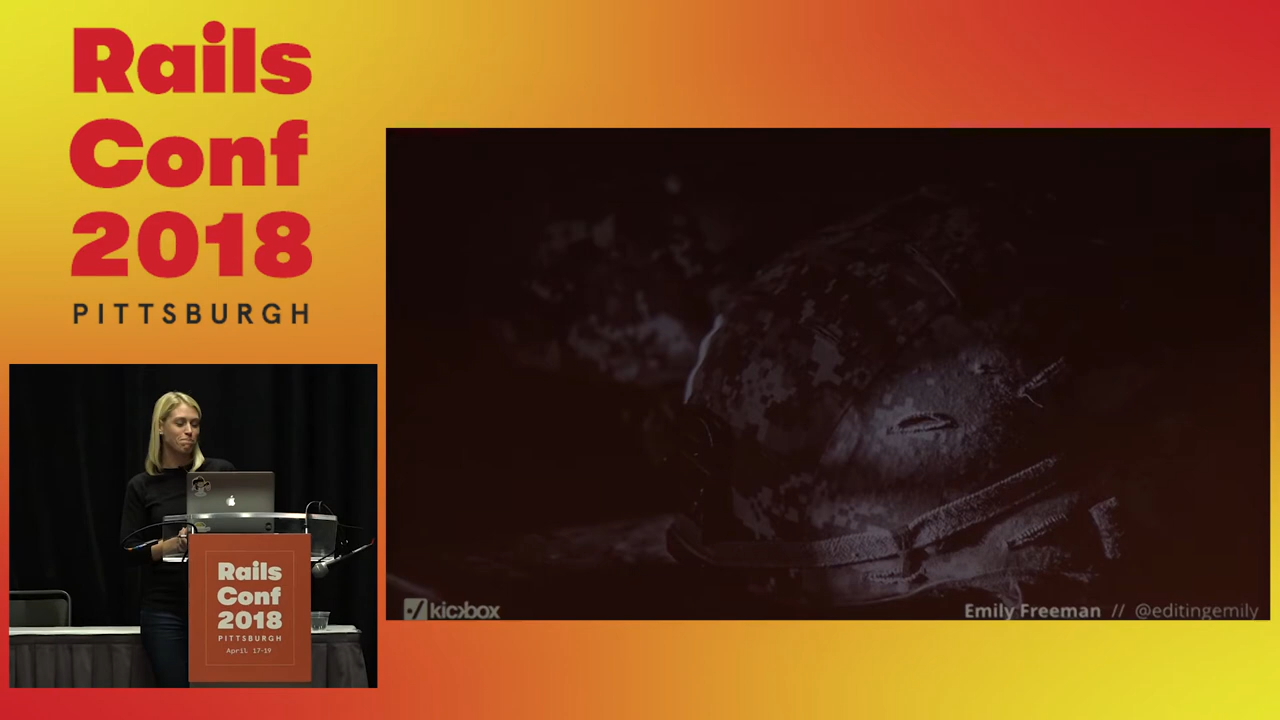 Rails
Conf
2018
PITTSBURGH
Rails
Conf
2018
PITTSBURGH
April 17-19
kickbox
Emily Freeman // @editingemily